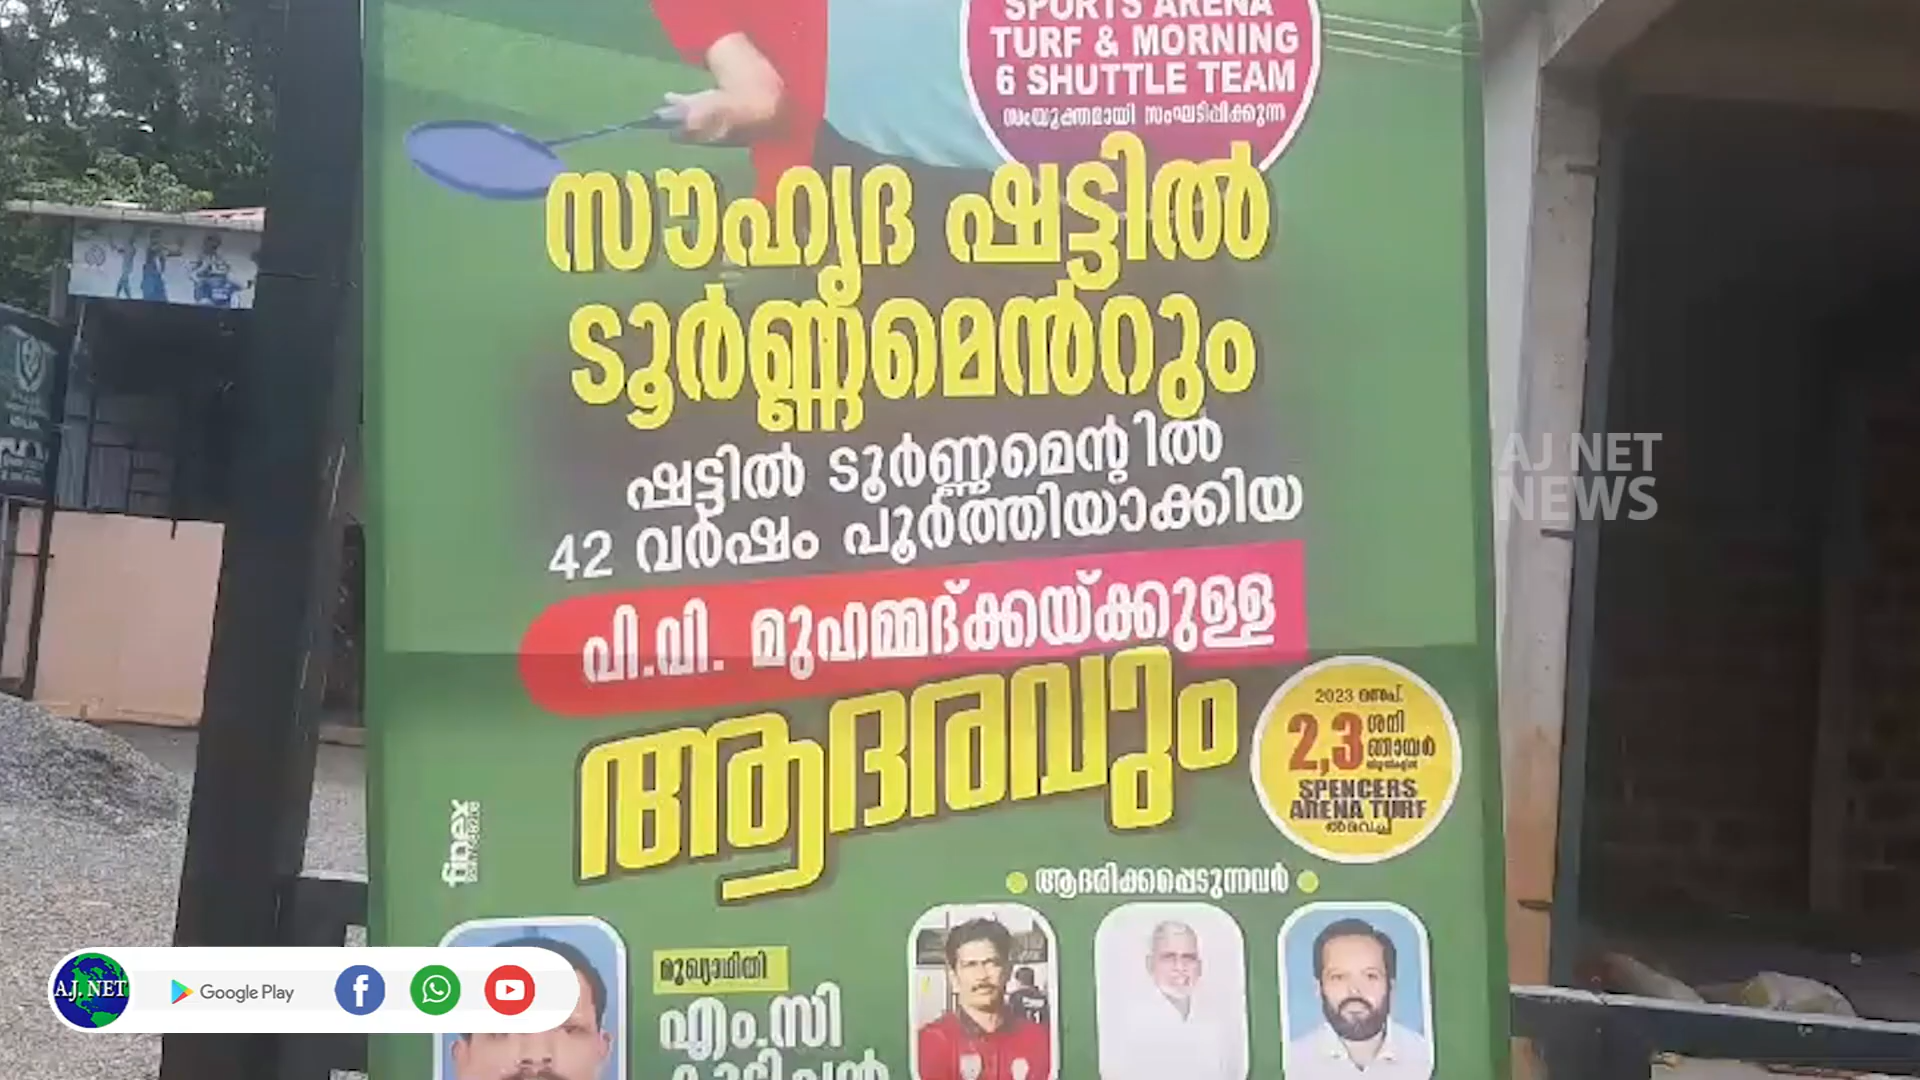 SPORTS ARENA
TURF & MORNING
6 SHUTTLE TEAM
സംയുക്തമായി സംഘടിപ്പിക്കുന്ന
സൗഹൃദ ഷട്ടിൽ
ടൂർണ്ണമെൻറും
ഷട്ടിൽ ടൂർണ്ണമെന്റിൽ
42 വർഷം പൂർത്തിയാക്കിയ
പി.വി. മുഹമ്മദ്ക്കയ്ക്കുള്ള
ആദരവും
2023 സെപ്.
2,3 ശനി
ഞായർ
SPENCERS
ARENA TURF
ൽവെച്ച്
finex
ആദരിക്കപ്പെടുന്നവർ
മുഖ്യാഥിതി
എം.സി
AJ NET
NEWS
A.J. NET
Google Play